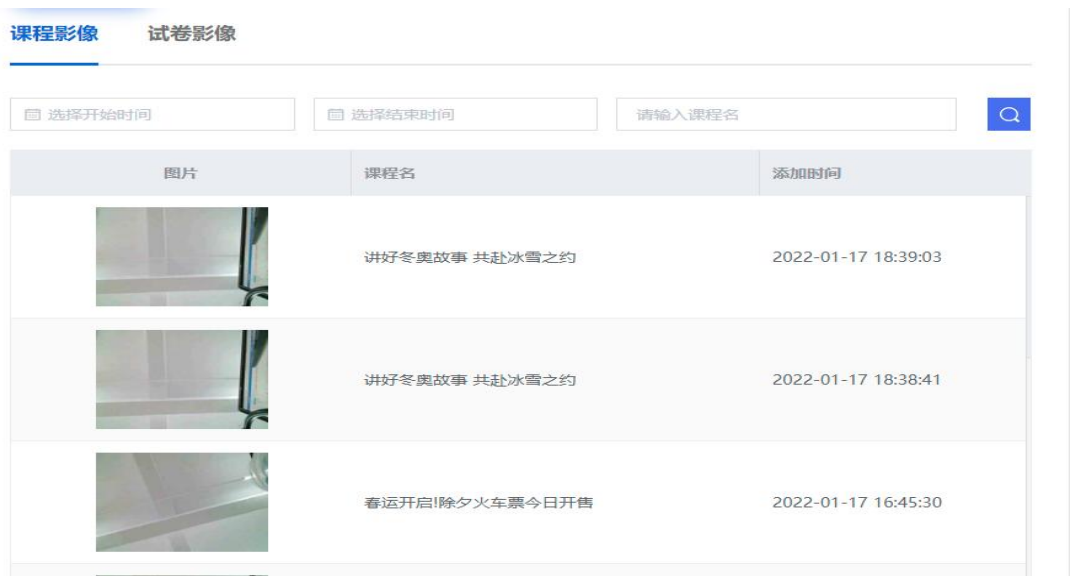 课程影像 试卷影像
选择开始时间 选择结束时间 请输入课程名
图片 课程名 添加时间
讲好冬奥故事 共赴冰雪之约 2022-01-17 18:39:03
讲好冬奥故事 共赴冰雪之约 2022-01-17 18:38:41
春运开启!除夕火车票今日开售 2022-01-17 16:45:30